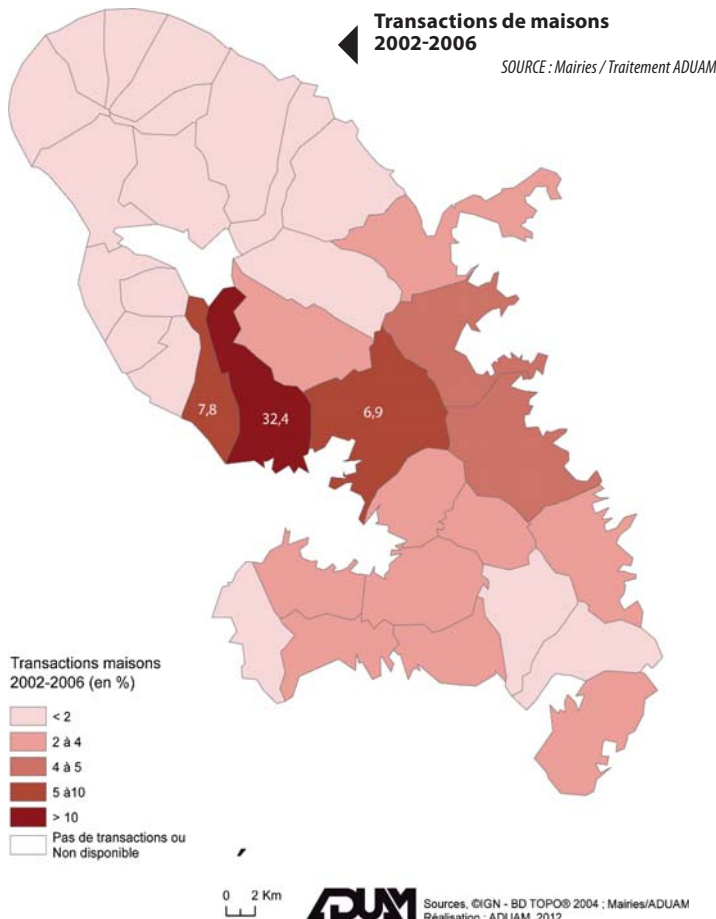 Transactions de maisons
2002-2006
SOURCE : Mairies / Traitement ADUAM
7,8
32,4
6,9
Transactions maisons
2002-2006 (en %)
< 2
2 à 4
4 à 5
5 à10
> 10
Pas de transactions ou
Non disponible
0 2 Km
ADUAM
Sources, ©IGN - BD TOPO® 2004 ; Mairies/ADUAM
Réalisation : ADUAM, 2012